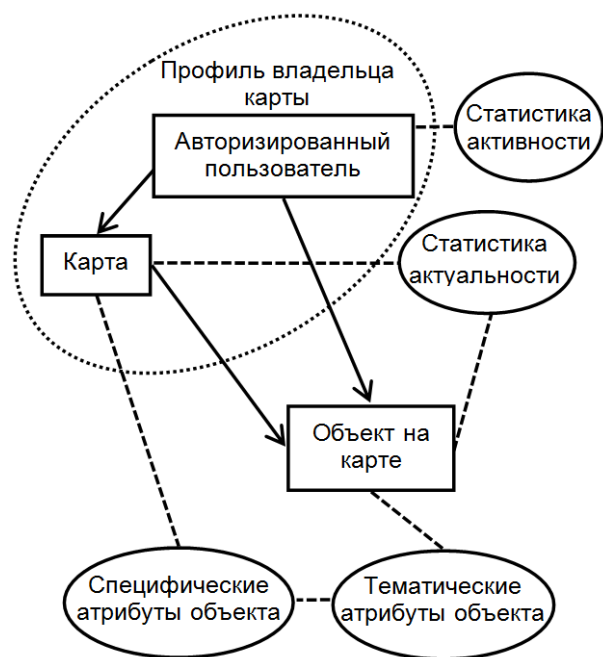 Профиль владельца
карты
Статистика
активности
Авторизированный
пользователь
Карта
Статистика
актуальности
Объект на
карте
Специфические
атрибуты объекта
Тематические
атрибуты объекта